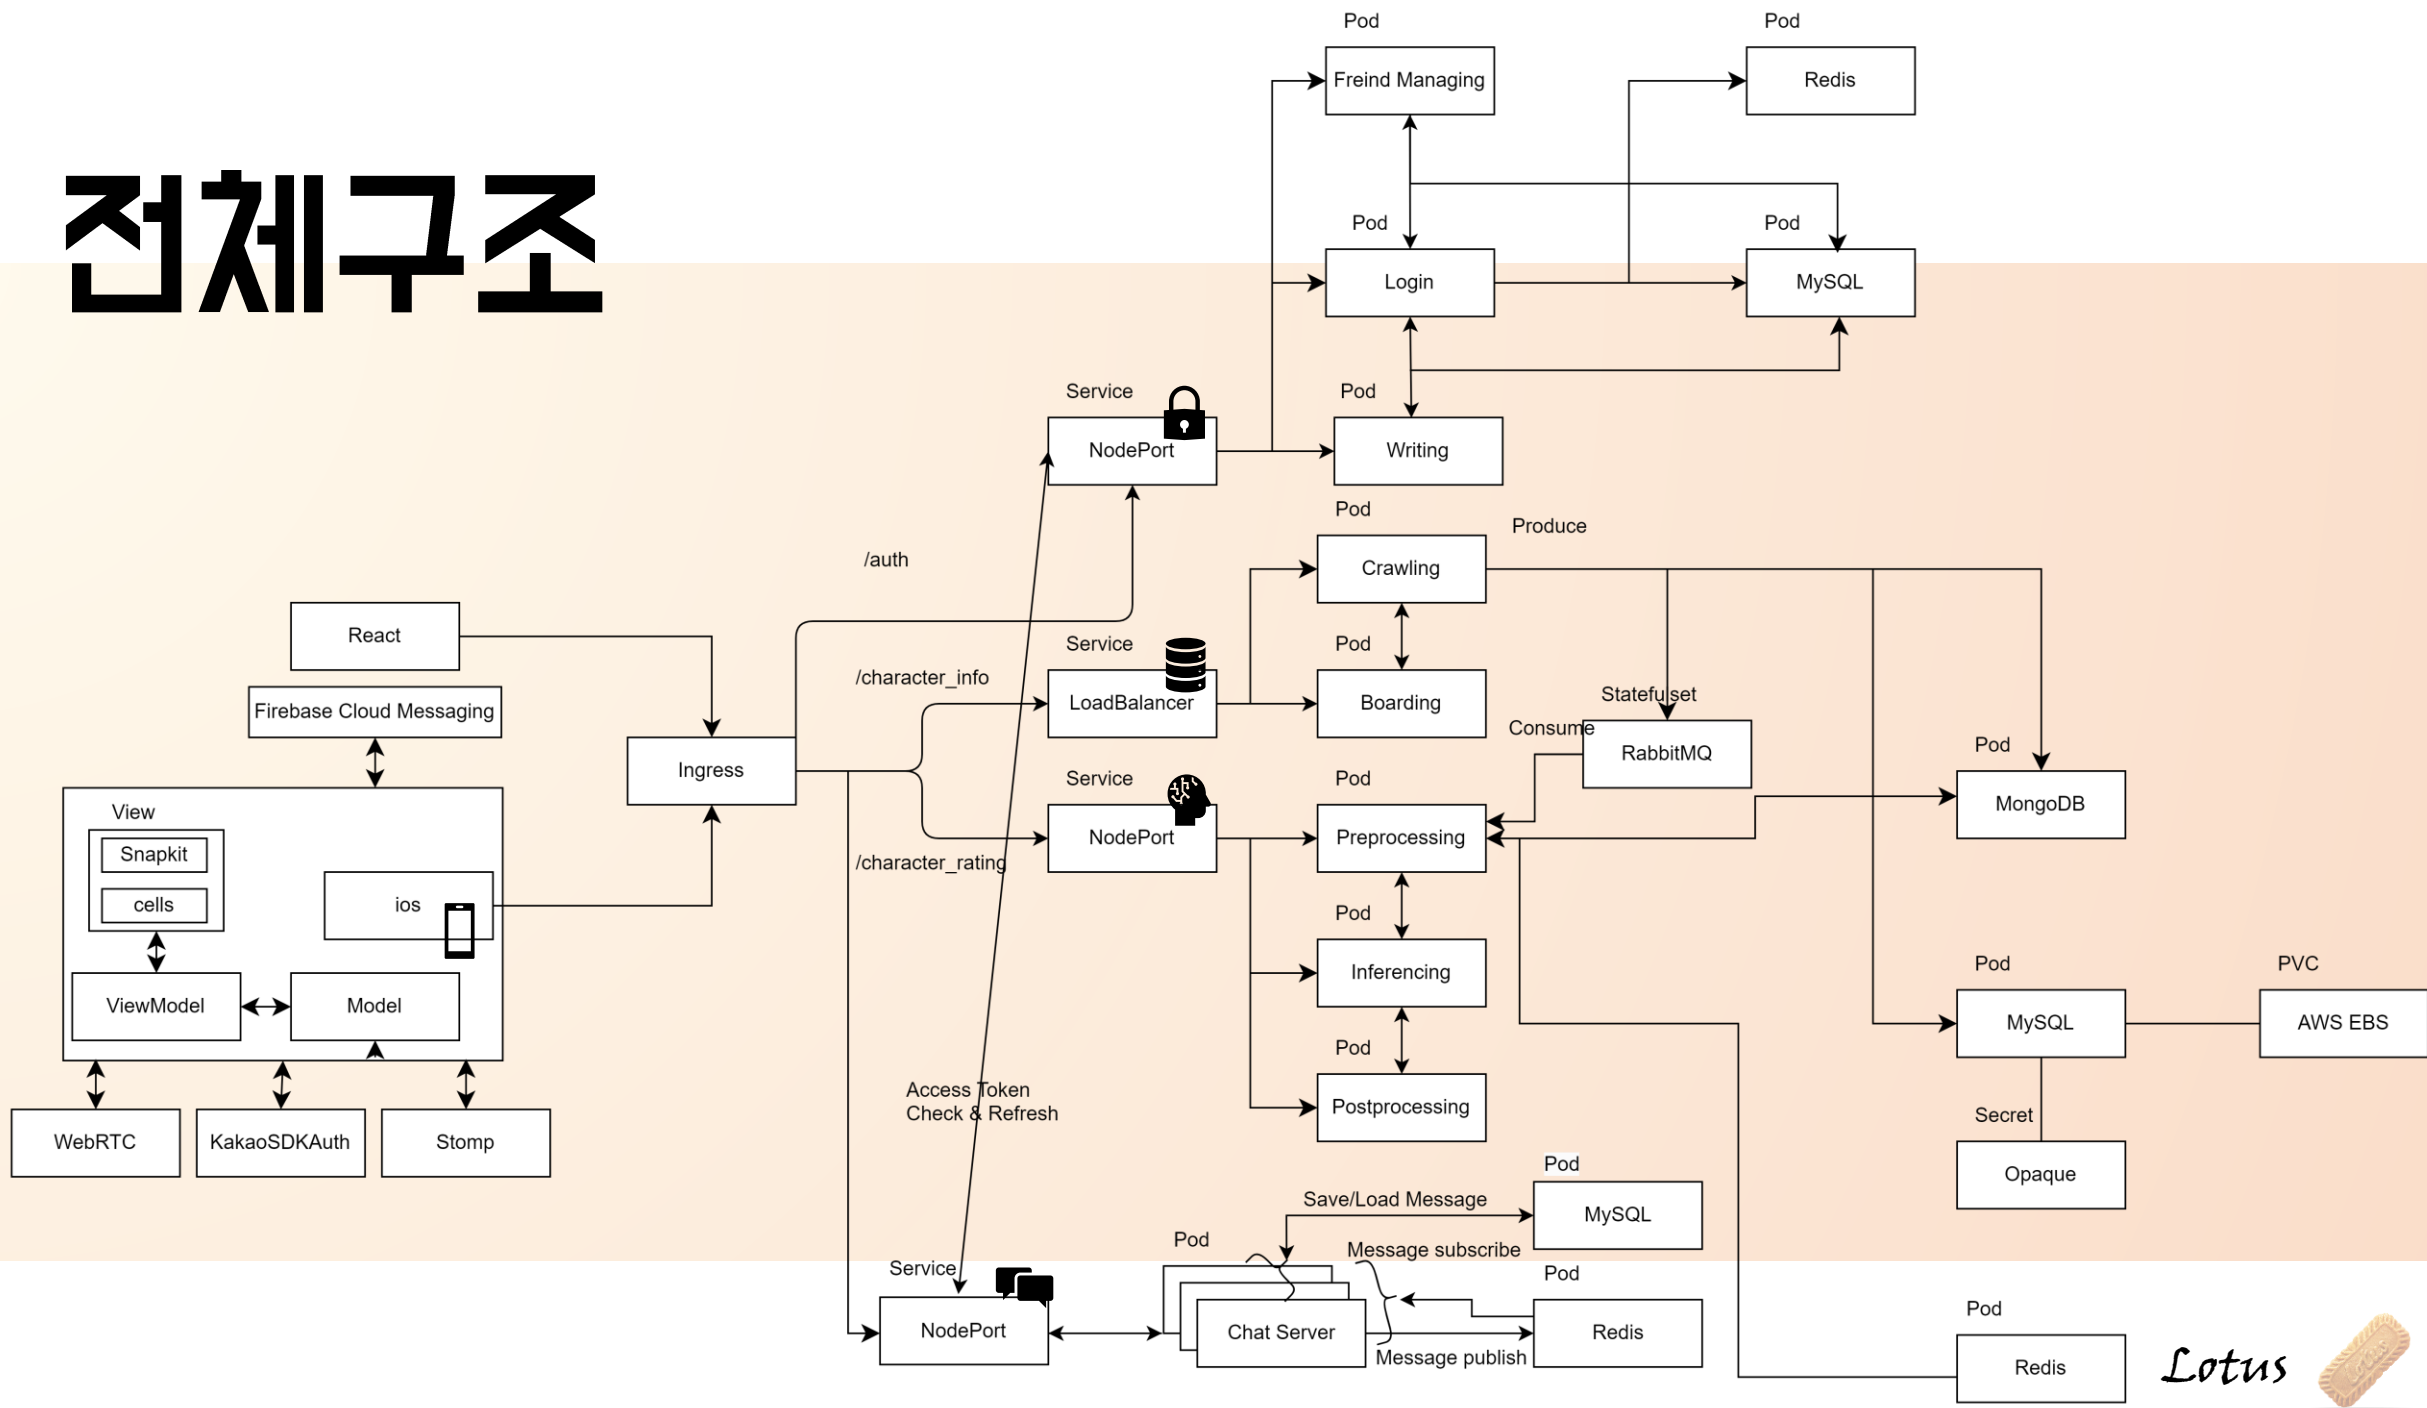 전체구조
Pod
Freind Managing
Pod
Redis
Pod
Login
Pod
MySQL
Service
NodePort
Pod
Writing
Pod
Crawling
Produce
/auth
React
Firebase Cloud Messaging
View
Snapkit
cells
ios
ViewModel
Model
WebRTC
KakaoSDKAuth
Stomp
Ingress
/character_info
Service
LoadBalancer
Pod
Boarding
Statefulset
Consume
RabbitMQ
Pod
MongoDB
/character_rating
Service
NodePort
Pod
Preprocessing
Pod
Inferencing
Pod
Postprocessing
Pod
MySQL
PVC
AWS EBS
Secret
Opaque
Access Token
Check & Refresh
Service
NodePort
Pod
Chat Server
Save/Load Message
Pod
MySQL
Message subscribe
Pod
Redis
Message publish
Pod
Redis
Lotus
Lotus